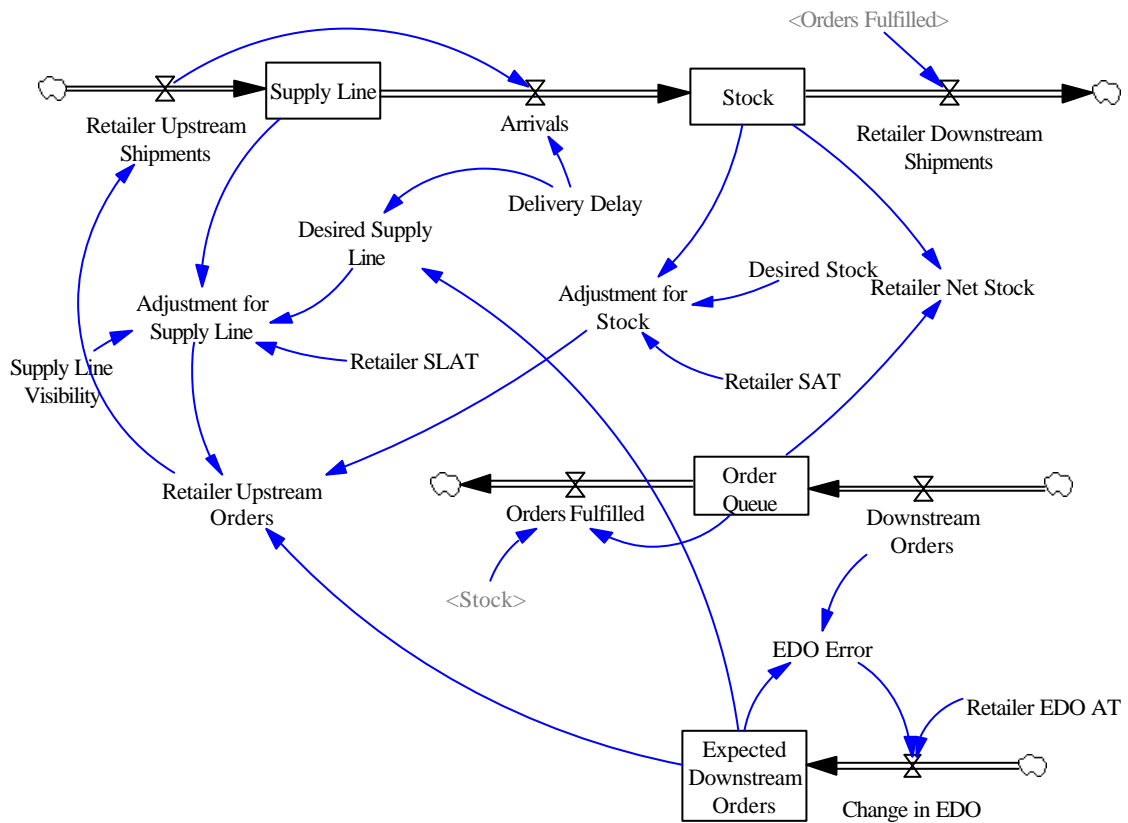 <Orders Fulfilled>
Supply Line
Stock
Retailer Upstream
Shipments
Arrivals
Retailer Downstream
Shipments
Delivery Delay
Desired Supply
Line
Desired Stock
Retailer Net Stock
Adjustment for
Supply Line
Adjustment for
Stock
Supply Line
Visibility
Retailer SLAT
Retailer SAT
Retailer Upstream
Orders
Order
Queue
Orders Fulfilled
Downstream
Orders
<Stock>
EDO Error
Retailer EDO AT
Expected
Downstream
Orders
Change in EDO